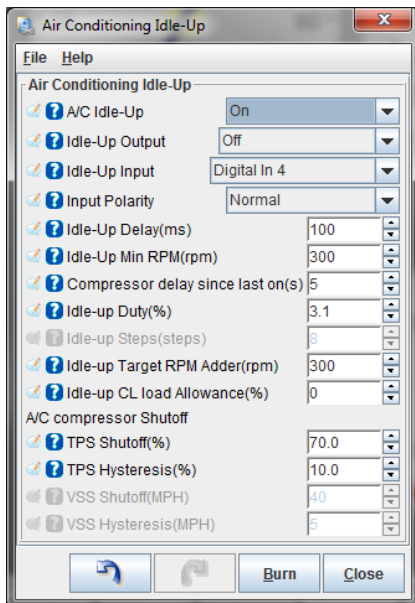 Air Conditioning Idle-Up
File Help
Air Conditioning Idle-Up
A/C Idle-Up On
Idle-Up Output Off
Idle-Up Input Digital In 4
Input Polarity Normal
Idle-Up Delay(ms) 100
Idle-Up Min RPM(rpm) 300
Compressor delay since last on(s) 5
Idle-up Duty(%) 3.1
Idle-up Steps(steps) 8
Idle-up Target RPM Adder(rpm) 300
Idle-up CL load Allowance(%) 0
A/C compressor Shutoff
TPS Shutoff(%) 70.0
TPS Hysteresis(%) 10.0
VSS Shutoff(MPH) 40
VSS Hysteresis(MPH) 5
Burn Close